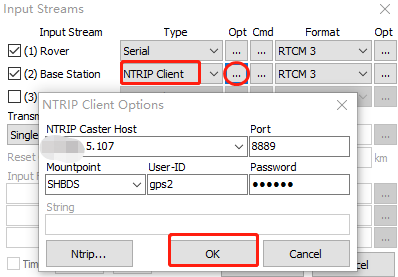 Input Streams
Input Stream Type Opt Cmd Format Opt
(1) Rover Serial ... ... RTCM 3 ...
(2) Base Station NTRIP Client ... ... RTCM 3 ...
(3)
NTRIP Client Options
Transm
Single
NTRIP Caster Host Port
5.107 8889
Reset km
Mountpoint User-ID Password
SHBDS gps2 ●●●●●●
Input F
String
...
...
...
Ntrip... OK Cancel
Tim